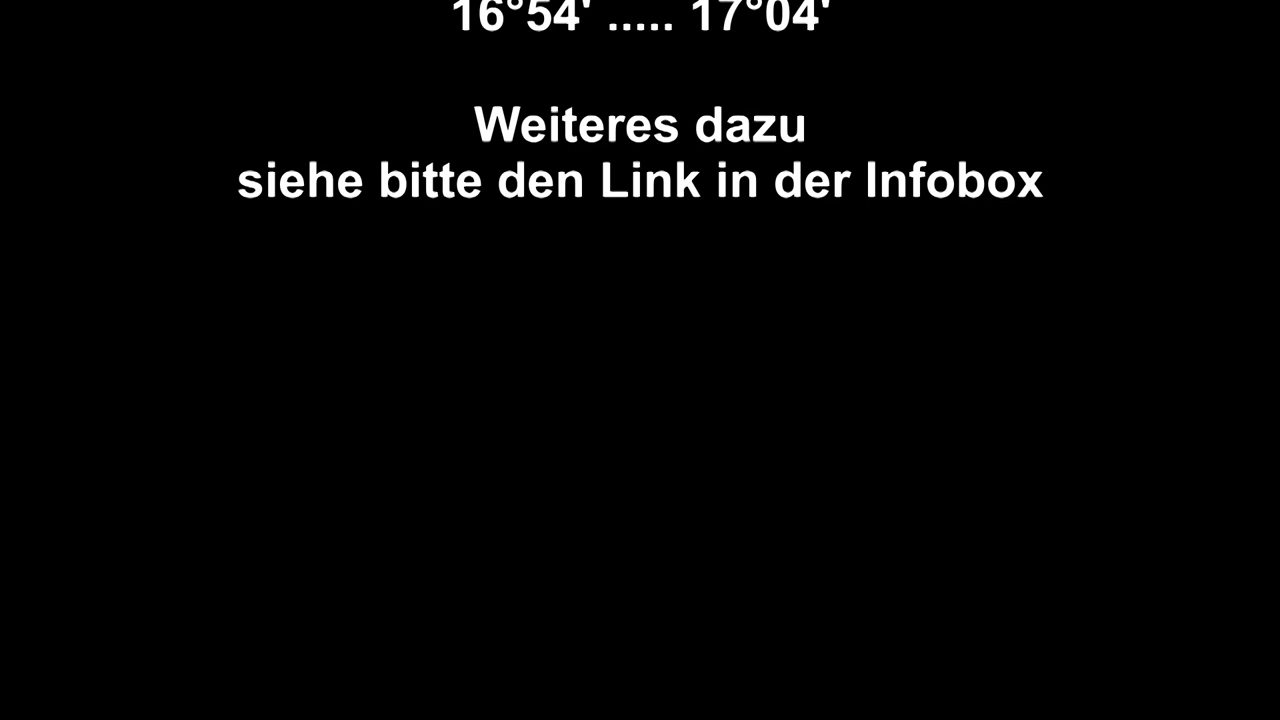 16°54' ..... 17°04'
Weiteres dazu
siehe bitte den Link in der Infobox